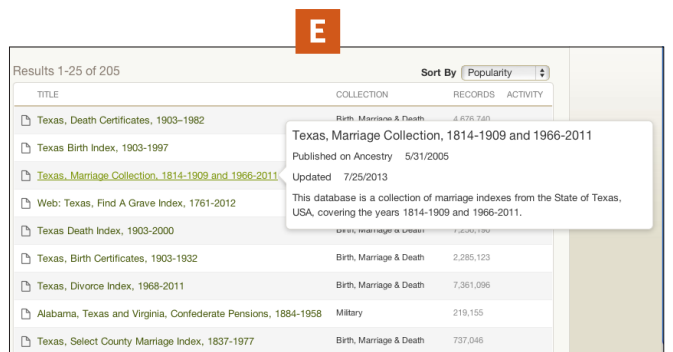 E
Results 1-25 of 205
Sort By Popularity
TITLE COLLECTION RECORDS ACTIVITY
Texas, Death Certificates, 1903–1982 Birth, Marriage & Death 4,676,740
Texas Birth Index, 1903-1997
Texas, Marriage Collection, 1814-1909 and 1966-2011
Texas, Marriage Collection, 1814-1909 and 1966-2011
Published on Ancestry 5/31/2005
Updated 7/25/2013
This database is a collection of marriage indexes from the State of Texas,
USA, covering the years 1814-1909 and 1966-2011.
Web: Texas, Find A Grave Index, 1761-2012
Texas Death Index, 1903-2000 Birth, Marriage & Death
Texas, Birth Certificates, 1903-1932 Birth, Marriage & Death 2,285,123
Texas, Divorce Index, 1968-2011 Birth, Marriage & Death 7,361,096
Alabama, Texas and Virginia, Confederate Pensions, 1884-1958 Military 219,155
Texas, Select County Marriage Index, 1837-1977 Birth, Marriage & Death 737,046